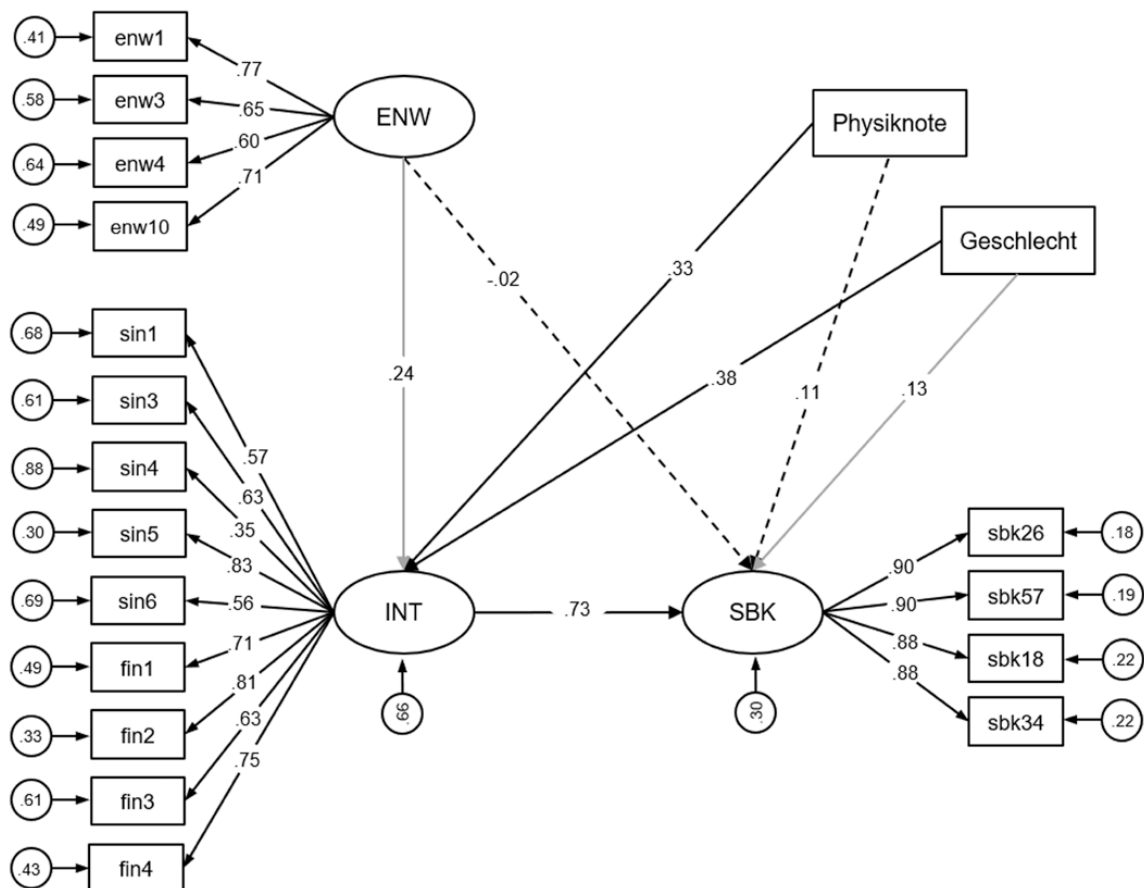 .41 enw1 .77
.58 enw3 .65
.64 enw4 .60
.49 enw10 .71
ENW
Physiknote
Geschlecht
-.02
.33
.24
.38
.11
.13
.68 sin1 .57
.61 sin3 .63
.88 sin4 .35
.30 sin5 .83
.69 sin6 .56
.49 fin1 .71
.33 fin2 .81
.61 fin3 .63
.43 fin4 .75
INT
.73
SBK
.66
.30
.90 sbk26 .18
.90 sbk57 .19
.88 sbk18 .22
.88 sbk34 .22